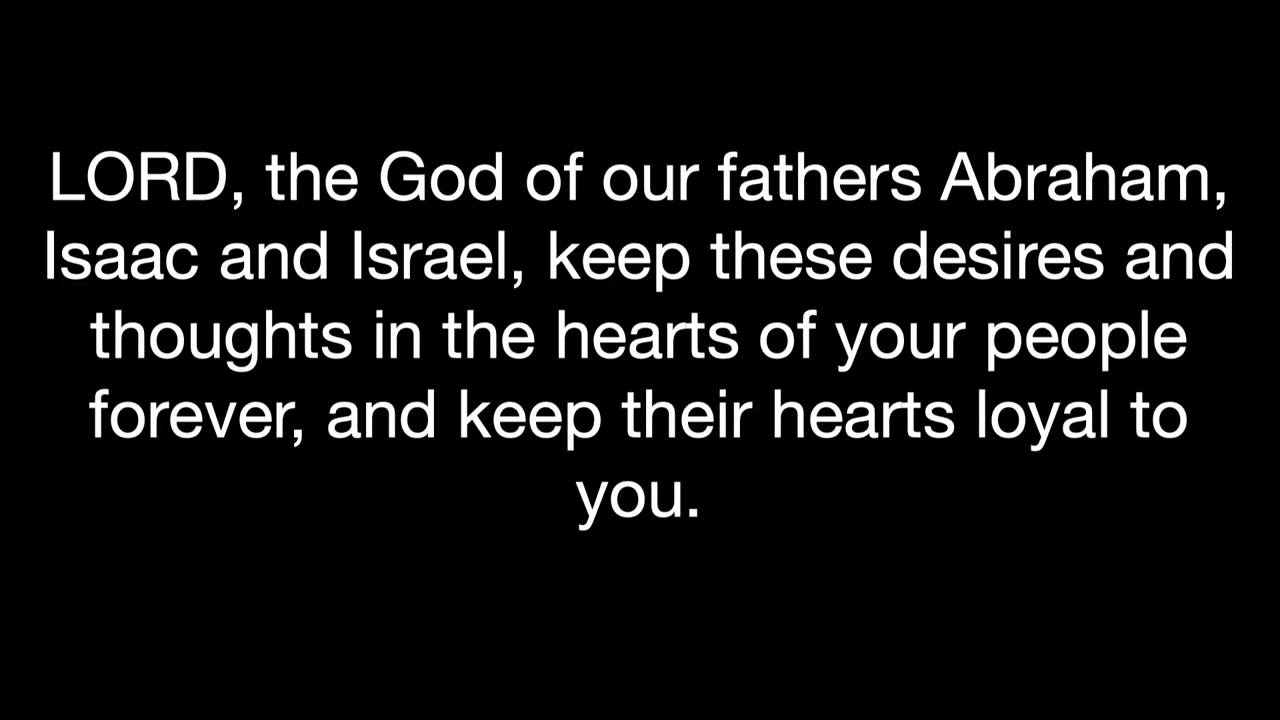 LORD, the God of our fathers Abraham,
Isaac and Israel, keep these desires and
thoughts in the hearts of your people
forever, and keep their hearts loyal to
you.